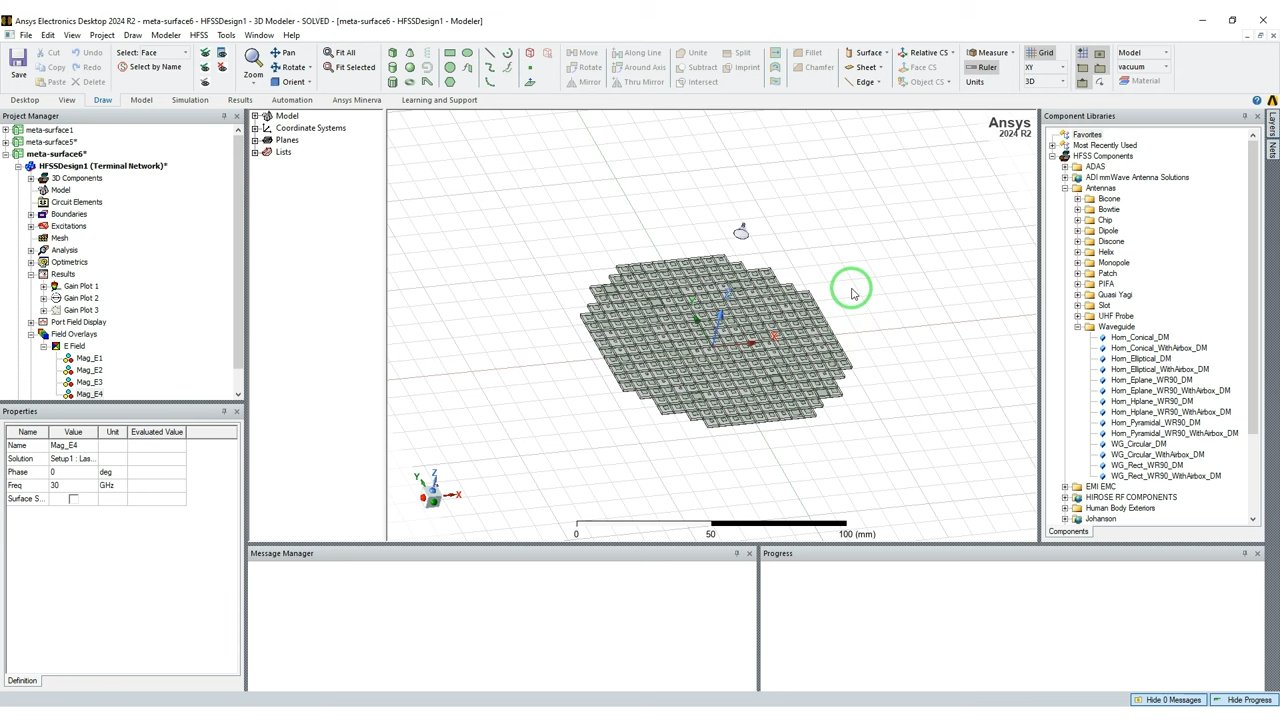 Ansys Electronics Desktop 2024 R2 - meta-surface6 - HFSSDesign1 - 3D Modeler - SOLVED - [meta-surface6 - HFSSDesign1 - Modeler]
File Edit View Project Draw Modeler HFSS Tools Window Help
Save
Cut Undo
Copy Redo
Paste Delete
Select: Face
Select by Name
Zoom
Pan
Rotate
Orient
Fit All
Fit Selected
Move Along Line
Rotate Around Axis
Mirror Thru Mirror
Unite Split
Subtract Imprint
Intersect
Fillet
Chamfer
Surface
Sheet
Edge
Relative CS
Face CS
Object CS
Measure
Ruler
Units
Grid
XY
3D
Model
vacuum
Material
Desktop View Draw Model Simulation Results Automation Ansys Minerva Learning and Support
Project Manager
meta-surface1
meta-surface5*
meta-surface6*
HFSSDesign1 (Terminal Network)*
3D Components
Model
Circuit Elements
Boundaries
Excitations
Mesh
Analysis
Optimetrics
Results
Gain Plot 1
Gain Plot 2
Gain Plot 3
Port Field Display
Field Overlays
E Field
Mag_E1
Mag_E2
Mag_E3
Mag_E4
Properties
Name Value Unit Evaluated Value
Name Mag_E4
Solution Setup1 : Las...
Phase 0 deg
Freq 30 GHz
Surface S...
Definition
Model
Coordinate Systems
Planes
Lists
Ansys
2024 R2
Z
Y
X
Z
Y
X
0 50 100 (mm)
Component Libraries
Favorites
Most Recently Used
HFSS Components
ADAS
ADI mmWave Antenna Solutions
Antennas
Bicone
Bowtie
Chip
Dipole
Discone
Helix
Monopole
Patch
PIFA
Quasi Yagi
Slot
UHF Probe
Waveguide
Horn_Conical_DM
Horn_Conical_WithAirbox_DM
Horn_Elliptical_DM
Horn_Elliptical_WithAirbox_DM
Horn_Eplane_WR90_DM
Horn_Eplane_WR90_WithAirbox_DM
Horn_Hplane_WR90_DM
Horn_Hplane_WR90_WithAirbox_DM
Horn_Pyramidal_WR90_DM
Horn_Pyramidal_WR90_WithAirbox_DM
WG_Circular_DM
WG_Circular_WithAirbox_DM
WG_Rect_WR90_DM
WG_Rect_WR90_WithAirbox_DM
EMI EMC
HIROSE RF COMPONENTS
Human Body Exteriors
Johanson
Components
Layers
Nets
Message Manager
Progress
Hide 0 Messages Hide Progress